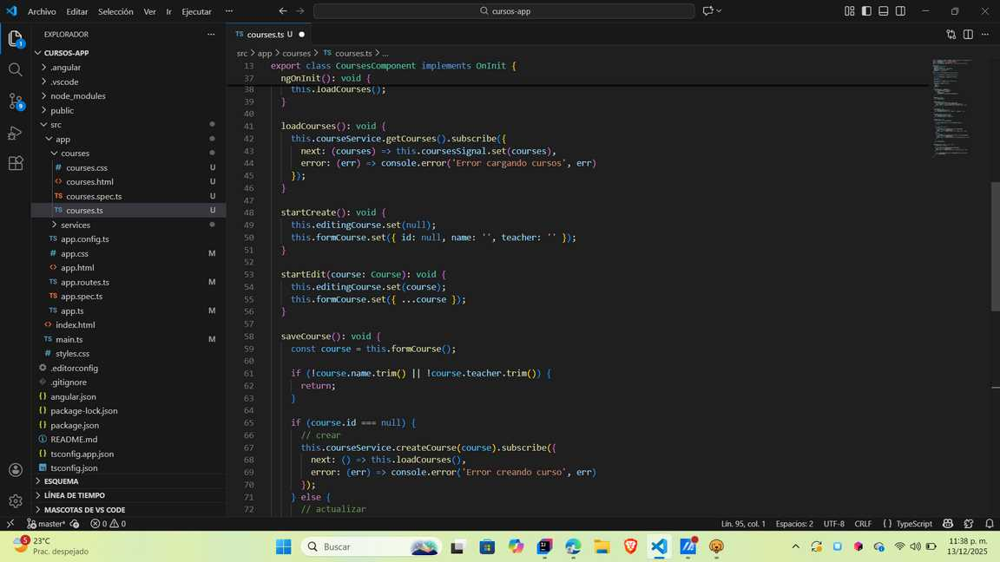 Archivo Editar Selección Ver Ir Ejecutar ··· cursos-app
EXPLORADOR ···
CURSOS-APP
.angular
.vscode
node_modules
public
src
app
courses
# courses.css U
<> courses.html U
TS courses.spec.ts U
TS courses.ts U
services
TS app.config.ts
# app.css M
<> app.html
TS app.routes.ts M
TS app.spec.ts
TS app.ts M
<> index.html
TS main.ts M
# styles.css
.editorconfig
.gitignore
{} angular.json
{} package-lock.json
{} package.json
README.md
{} tsconfig.app.json
tsconfig.json
ESQUEMA
LÍNEA DE TIEMPO
MASCOTAS DE VS CODE
1
9
TS courses.ts U ●
src > app > courses > TS courses.ts > ...
13 export class CoursesComponent implements OnInit {
37 ngOnInit(): void {
38 this.loadCourses();
39 }
40
41 loadCourses(): void {
42 this.courseService.getCourses().subscribe({
43 next: (courses) => this.coursesSignal.set(courses),
44 error: (err) => console.error('Error cargando cursos', err)
45 });
46 }
47
48 startCreate(): void {
49 this.editingCourse.set(null);
50 this.formCourse.set({ id: null, name: '', teacher: '' });
51 }
52
53 startEdit(course: Course): void {
54 this.editingCourse.set(course);
55 this.formCourse.set({ ...course });
56 }
57
58 saveCourse(): void {
59 const course = this.formCourse();
60
61 if (!course.name.trim() || !course.teacher.trim()) {
62 return;
63 }
64
65 if (course.id === null) {
66 // crear
67 this.courseService.createCourse(course).subscribe({
68 next: () => this.loadCourses(),
69 error: (err) => console.error('Error creando curso', err)
70 });
71 } else {
72 // actualizar
master* 0 0 Lín. 95, col. 1 Espacios: 2 UTF-8 CRLF {} TypeScript
5 23°C
Prac. despejado
Buscar
11:38 p. m.
13/12/2025